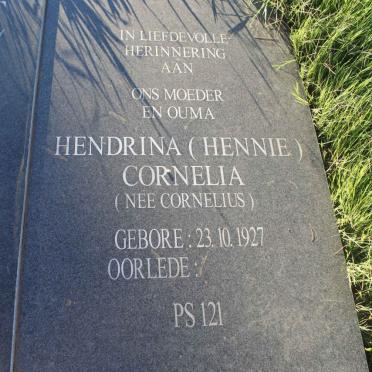 IN LIEFDEVOLLE
HERINNERING
AAN
ONS MOEDER
EN OUMA
HENDRINA ( HENNIE )
CORNELIA
( NEE CORNELIUS )
GEBORE : 23. 10. 1927
OORLEDE :
PS 121